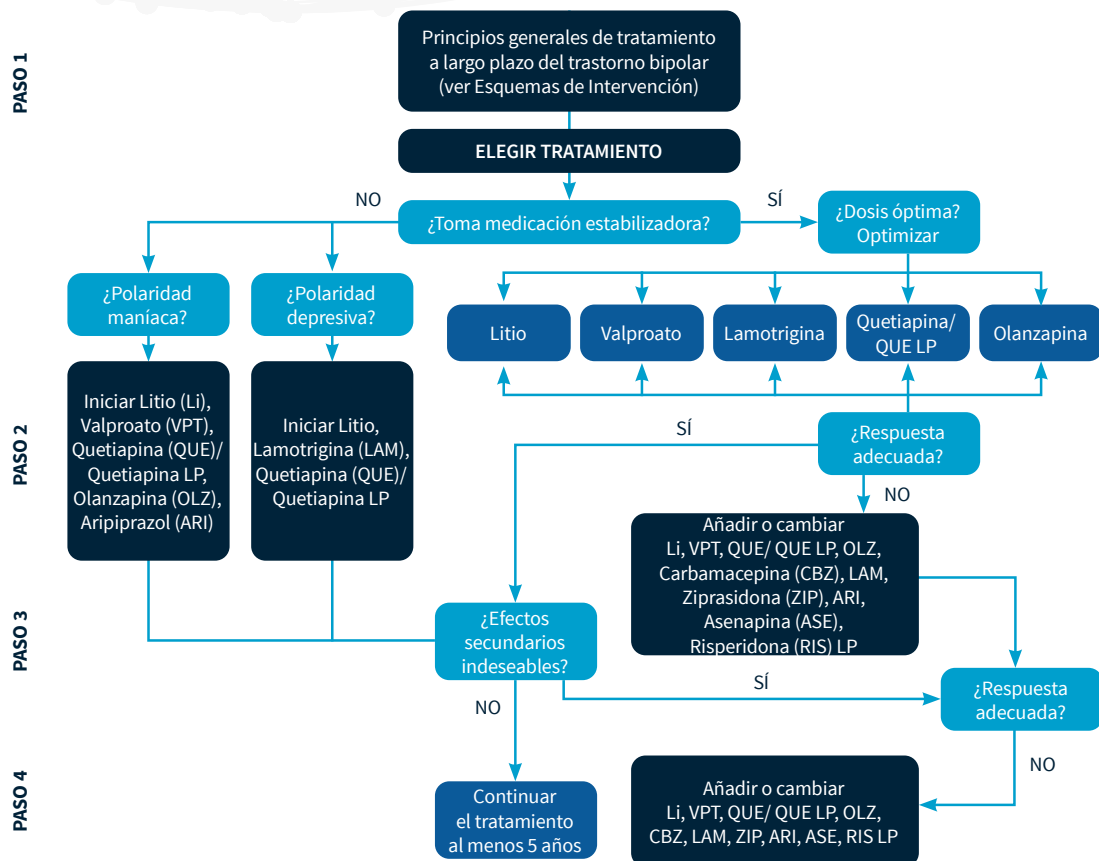 PASO 1
Principios generales de tratamiento
a largo plazo del trastorno bipolar
(ver Esquemas de Intervención)
ELEGIR TRATAMIENTO
NO
¿Toma medicación estabilizadora?
SÍ
¿Dosis óptima?
Optimizar
¿Polaridad
maníaca?
¿Polaridad
depresiva?
Litio
Valproato
Lamotrigina
Quetiapina/
QUE LP
Olanzapina
PASO 2
Iniciar Litio (Li),
Valproato (VPT),
Quetiapina (QUE)/
Quetiapina LP,
Olanzapina (OLZ),
Aripiprazol (ARI)
Iniciar Litio,
Lamotrigina (LAM),
Quetiapina (QUE)/
Quetiapina LP
SÍ
¿Respuesta
adecuada?
NO
Añadir o cambiar
Li, VPT, QUE/ QUE LP, OLZ,
Carbamacepina (CBZ), LAM,
Ziprasidona (ZIP), ARI,
Asenapina (ASE),
Risperidona (RIS) LP
PASO 3
¿Efectos
secundarios
indeseables?
SÍ
¿Respuesta
adecuada?
NO
NO
PASO 4
Continuar
el tratamiento
al menos 5 años
Añadir o cambiar
Li, VPT, QUE/ QUE LP, OLZ,
CBZ, LAM, ZIP, ARI, ASE, RIS LP